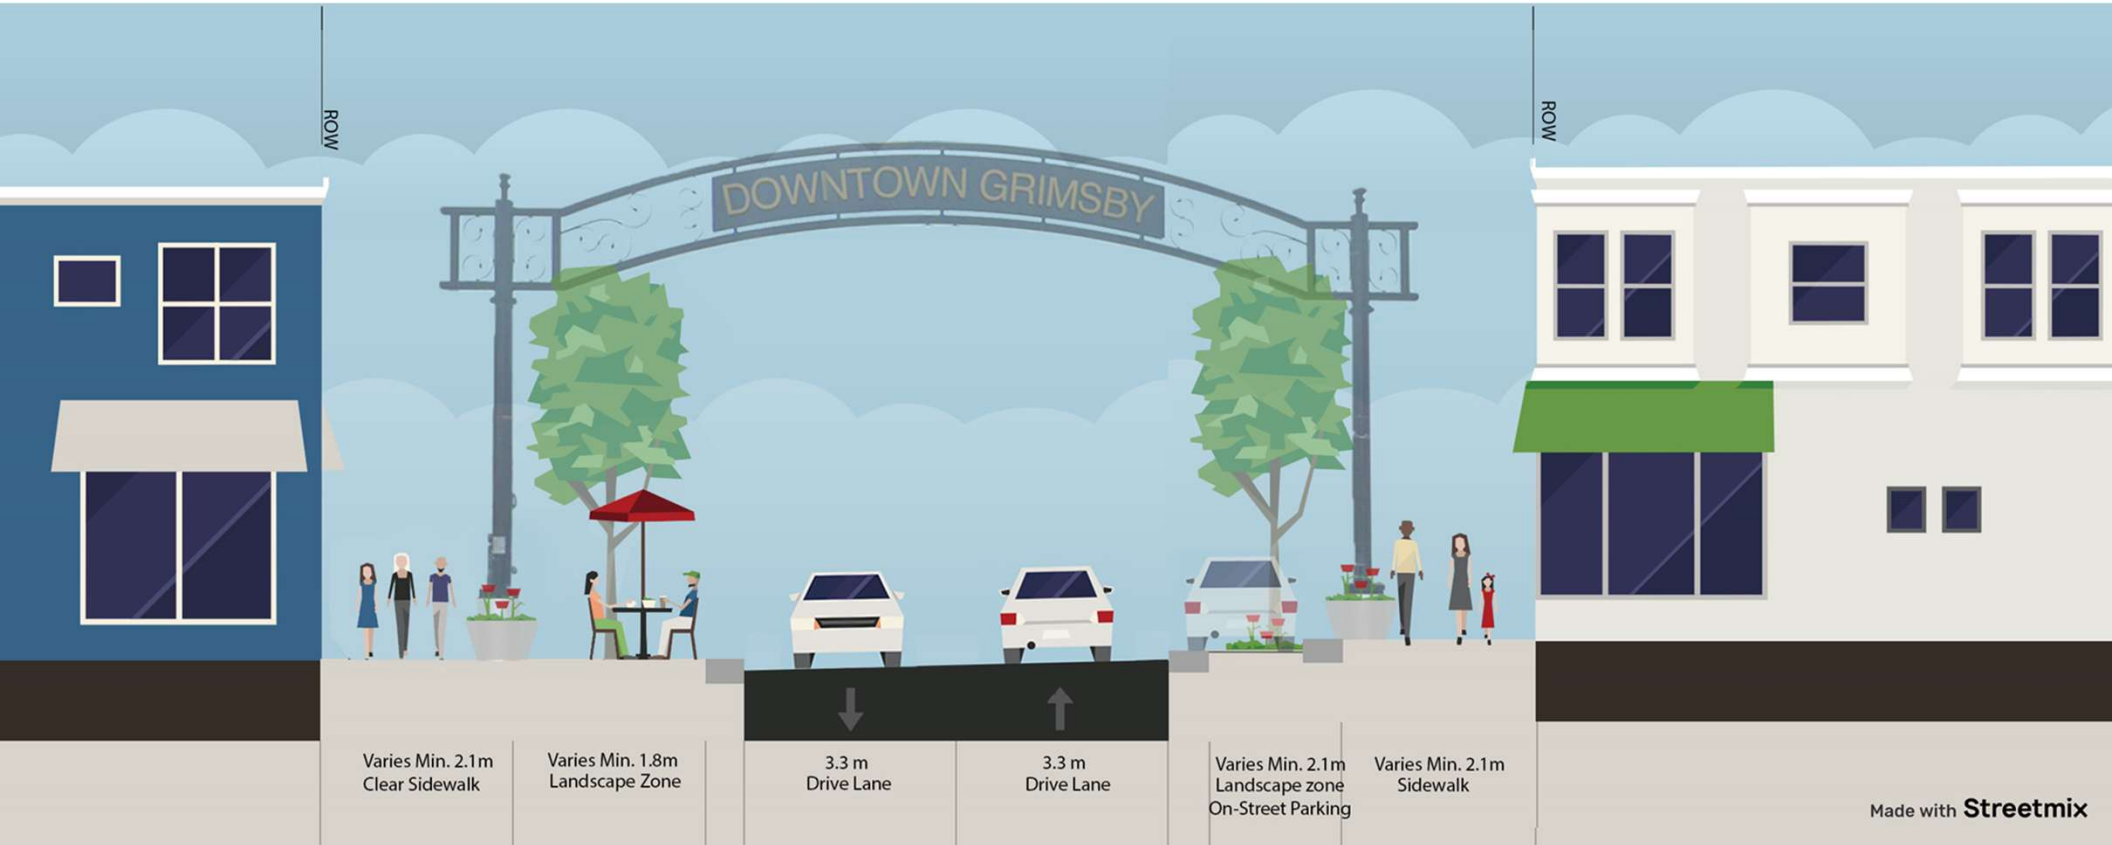 ROW
ROW
DOWNTOWN GRIMSBY
Varies Min. 2.1m
Clear Sidewalk
Varies Min. 1.8m
Landscape Zone
3.3 m
Drive Lane
3.3 m
Drive Lane
Varies Min. 2.1m
Landscape zone
On-Street Parking
Varies Min. 2.1m
Sidewalk
Made with Streetmix